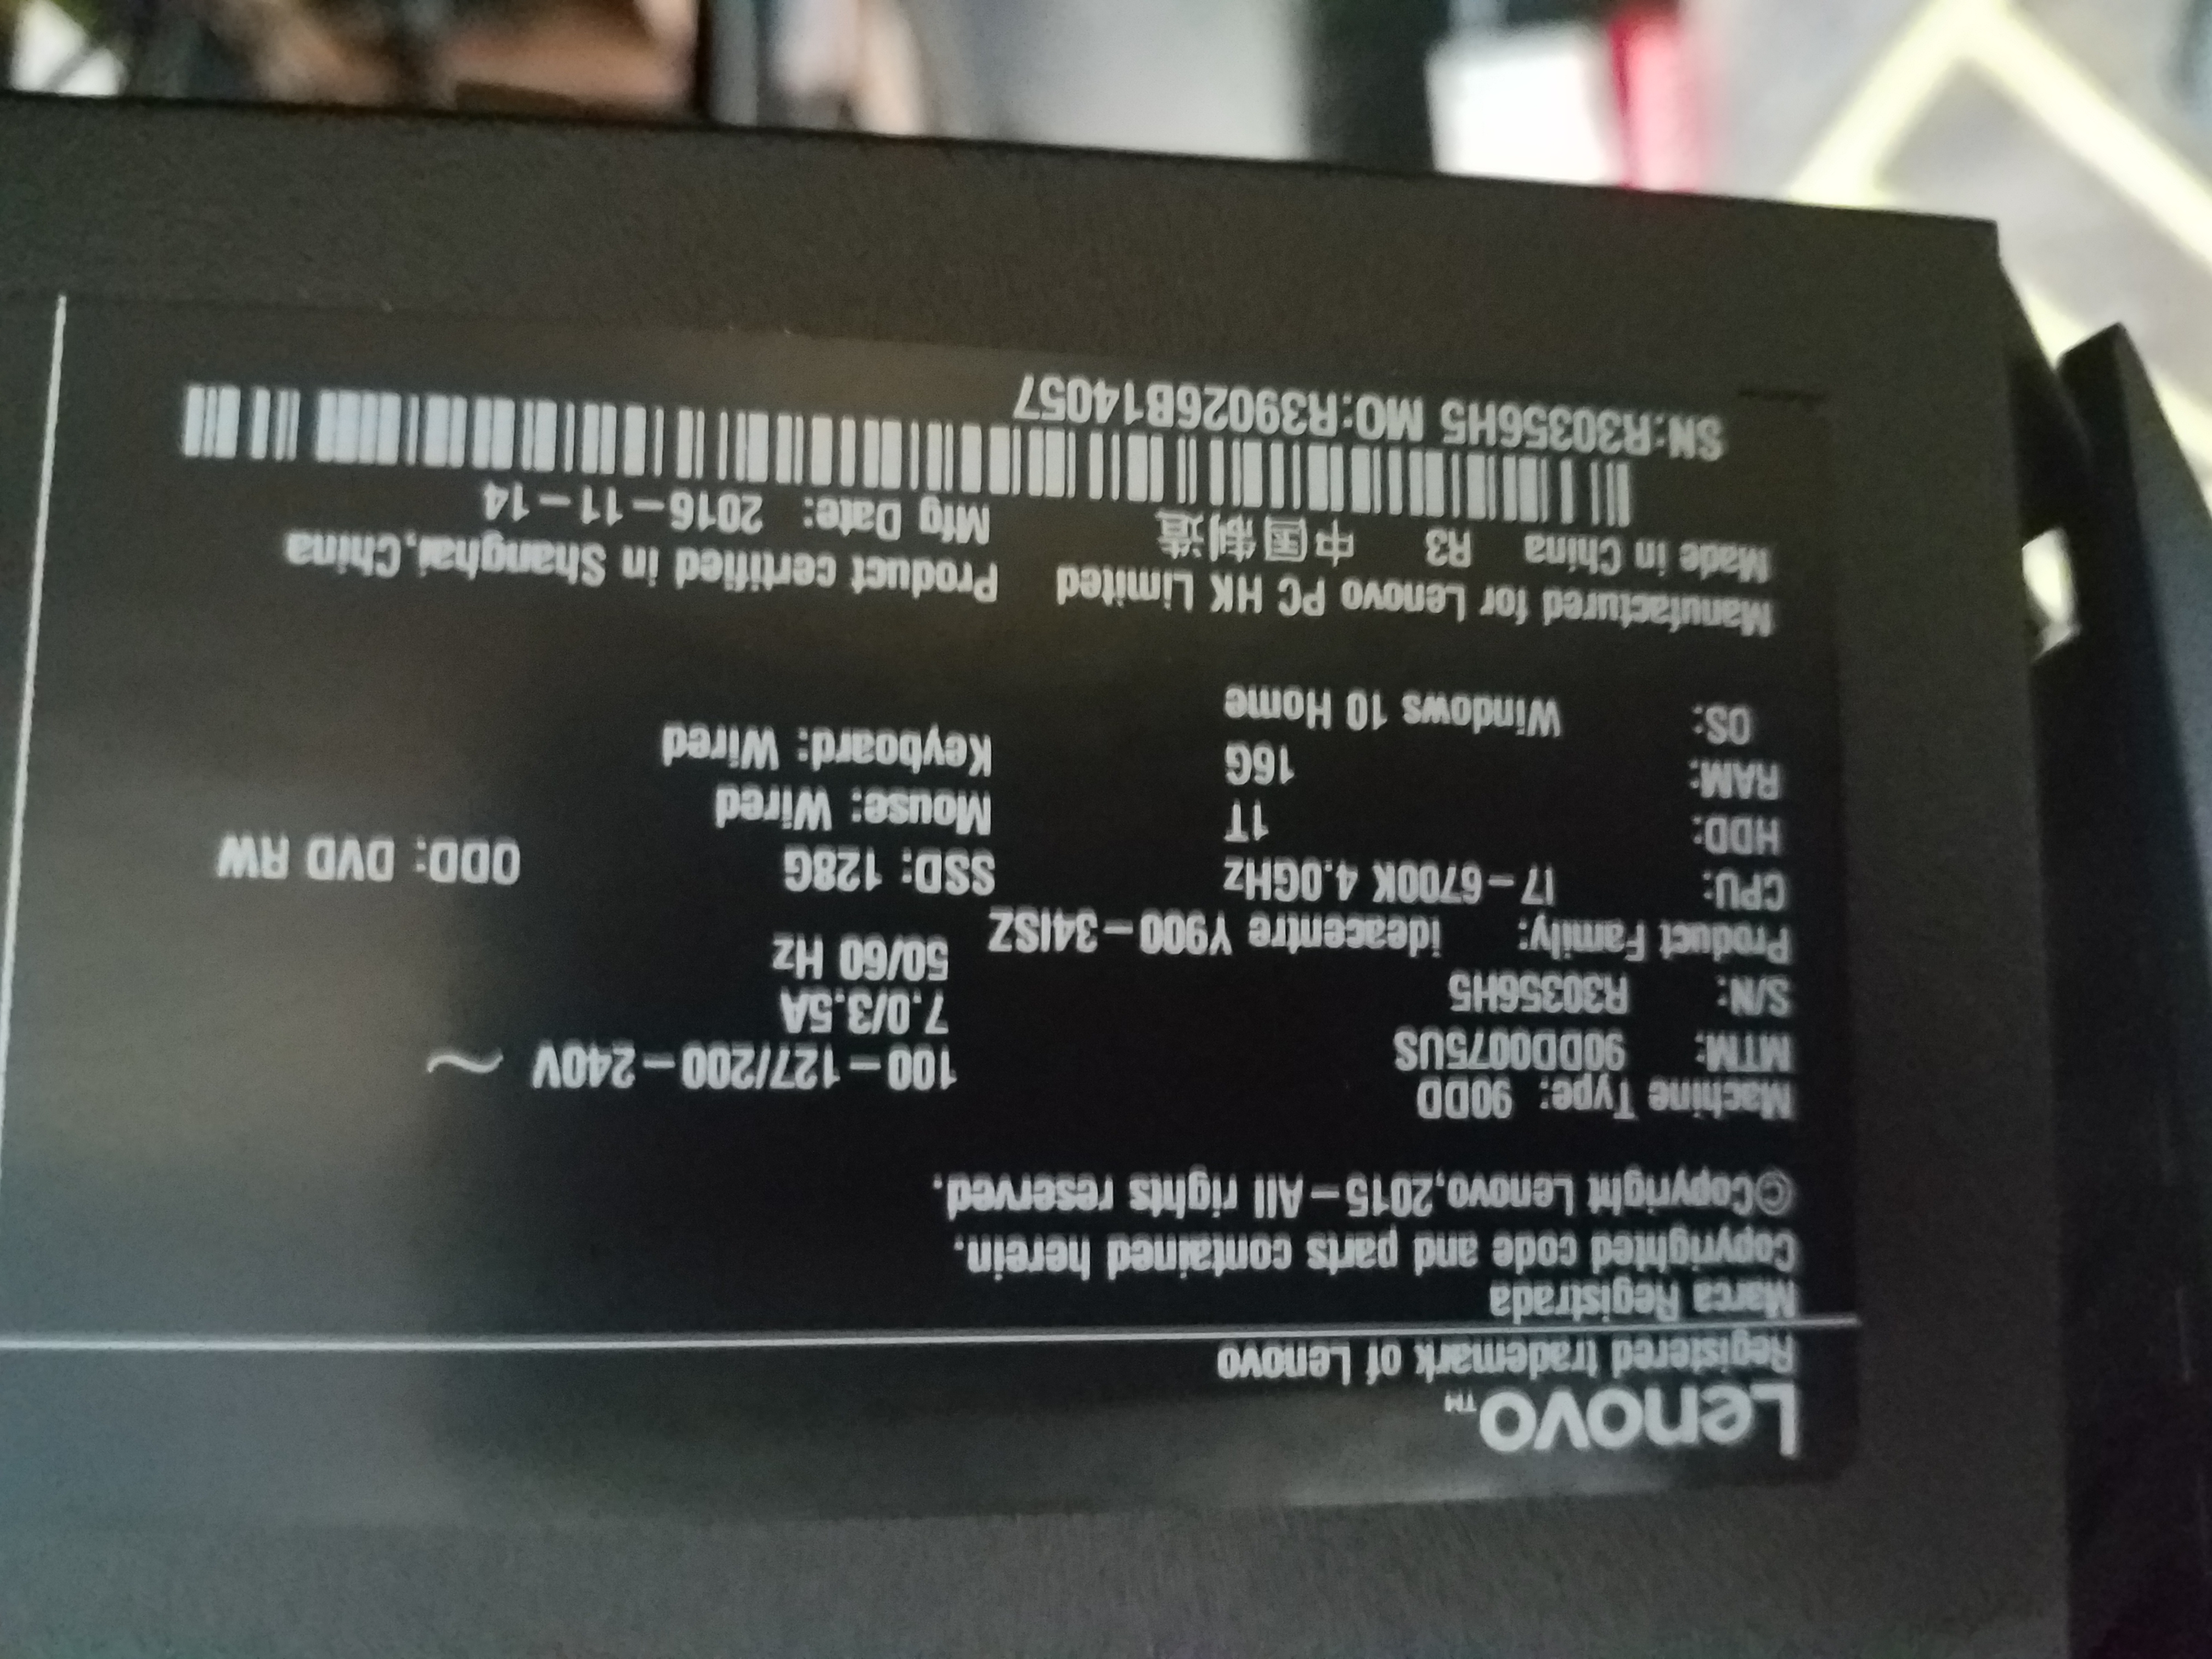 Lenovo™
Registered trademark of Lenovo
Marca Registrada
Copyrighted code and parts contained herein.
©Copyright Lenovo,2015-All rights reserved.
Machine Type: 90DD
MTM: 90DD0075US
S/N: R30356H5
Product Family: ideacentre Y900-34ISZ
CPU: I7-6700K 4.0GHz
HDD: 1T
RAM: 16G
OS: Windows 10 Home
100-127/200-240V ~
7.0/3.5A
50/60 Hz
SSD: 128G ODD: DVD RW
Mouse: Wired
Keyboard: Wired
Manufactured for Lenovo PC HK Limited Product certified in Shanghai,China
Made in China R3 中国制造 Mfg Date: 2016-11-14
SN:R30356H5 MO:R39026B14057